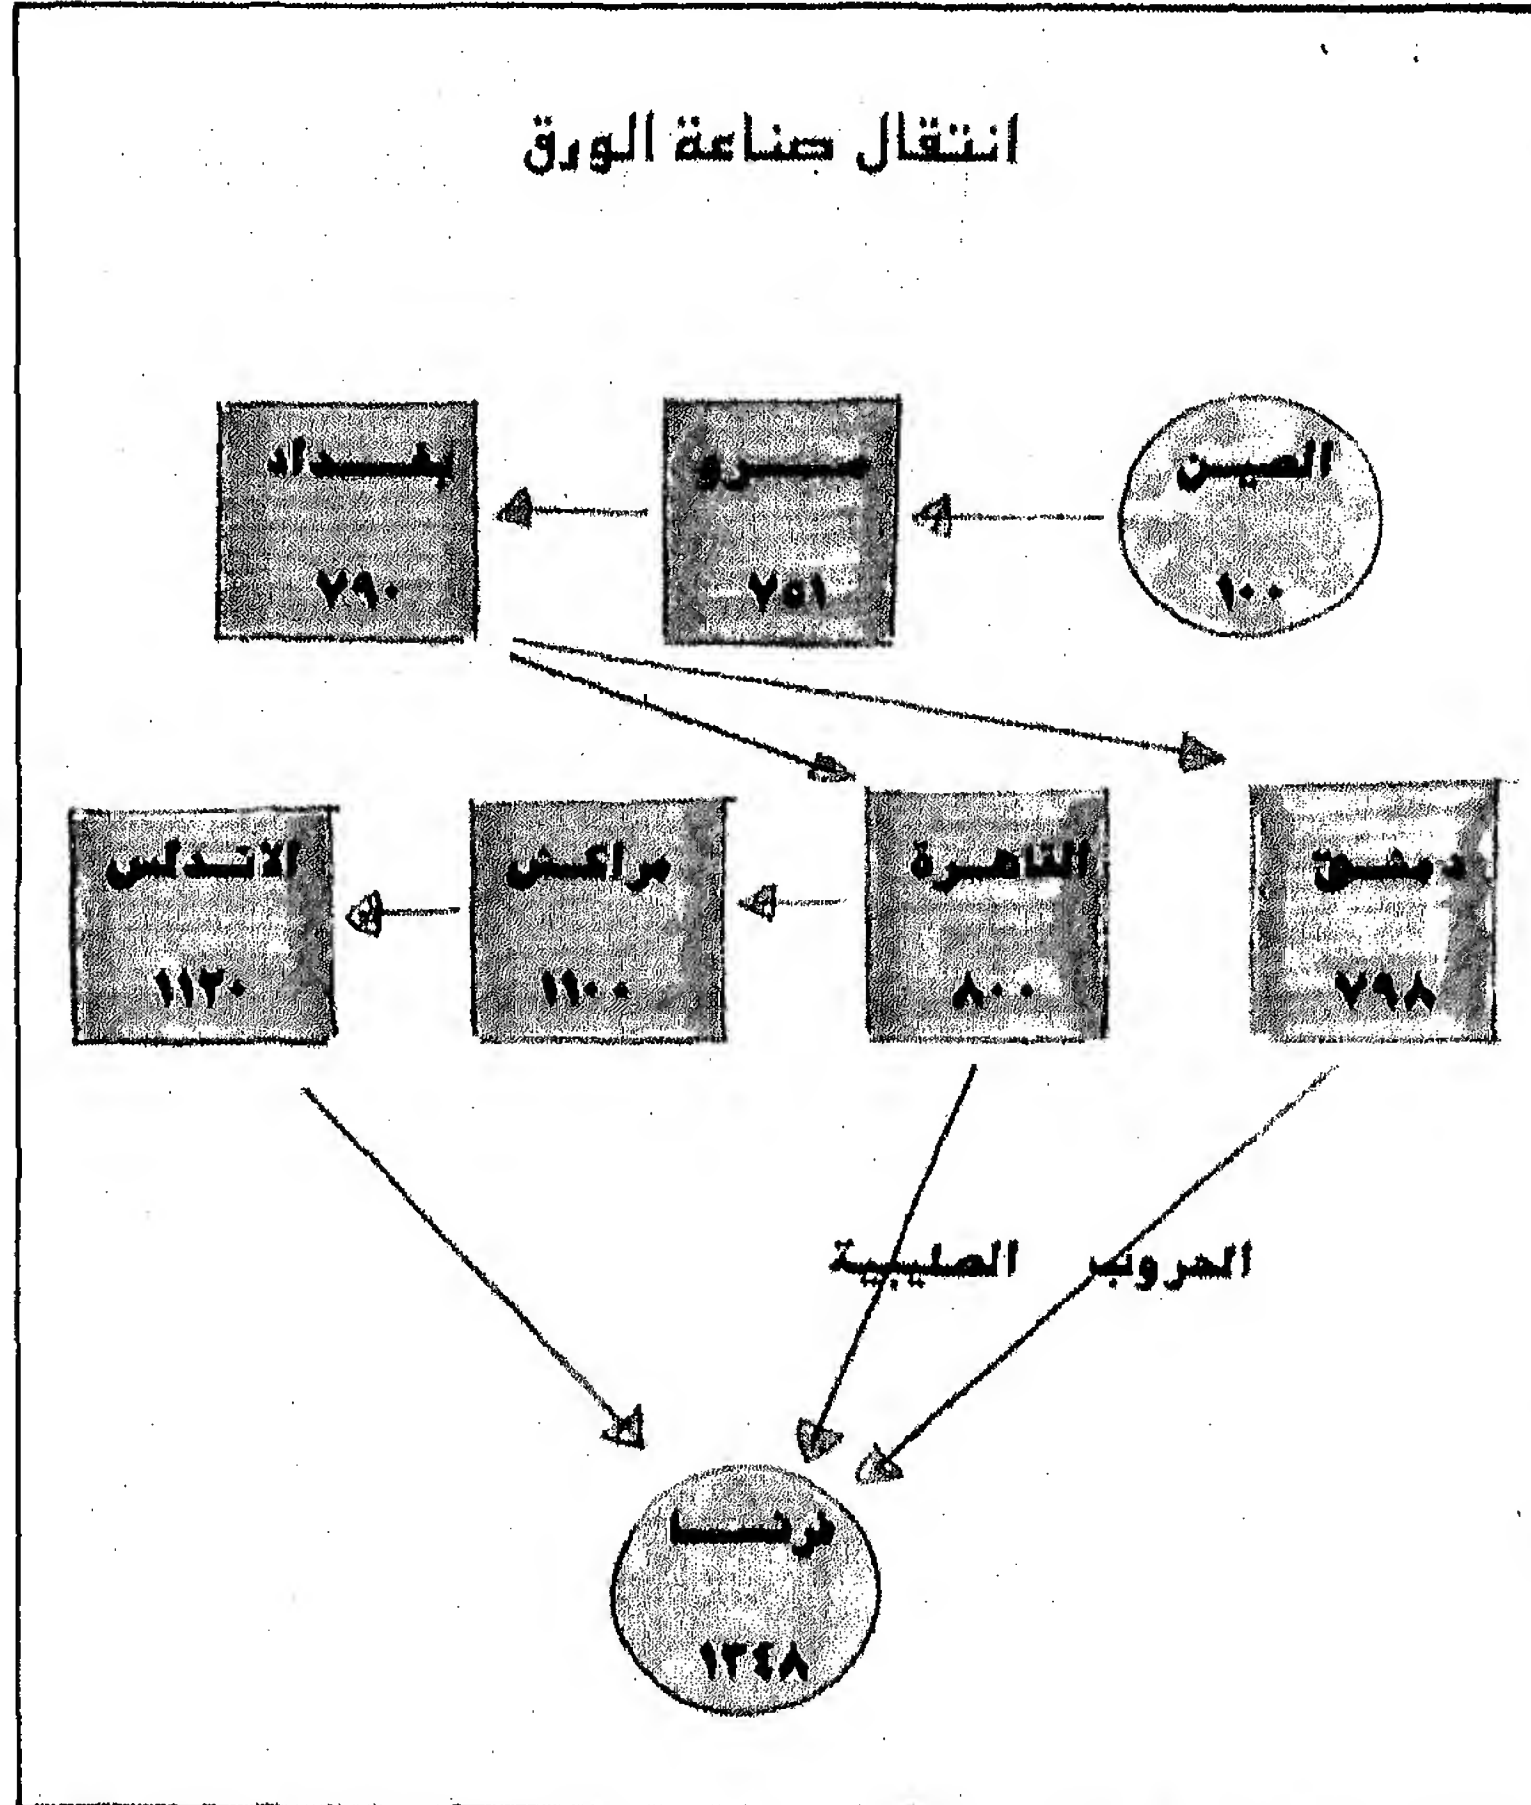 انتقال صناعة الورق
الصين
١٠٠
مرو
٧٥١
بغداد
٧٩٠
دمشق
٧٩٨
القاهرة
٨٠٠
مراكش
١١٠٠
الاندلس
١١٢٠
الحروب الصليبية
فرنسا
١٣٤٨